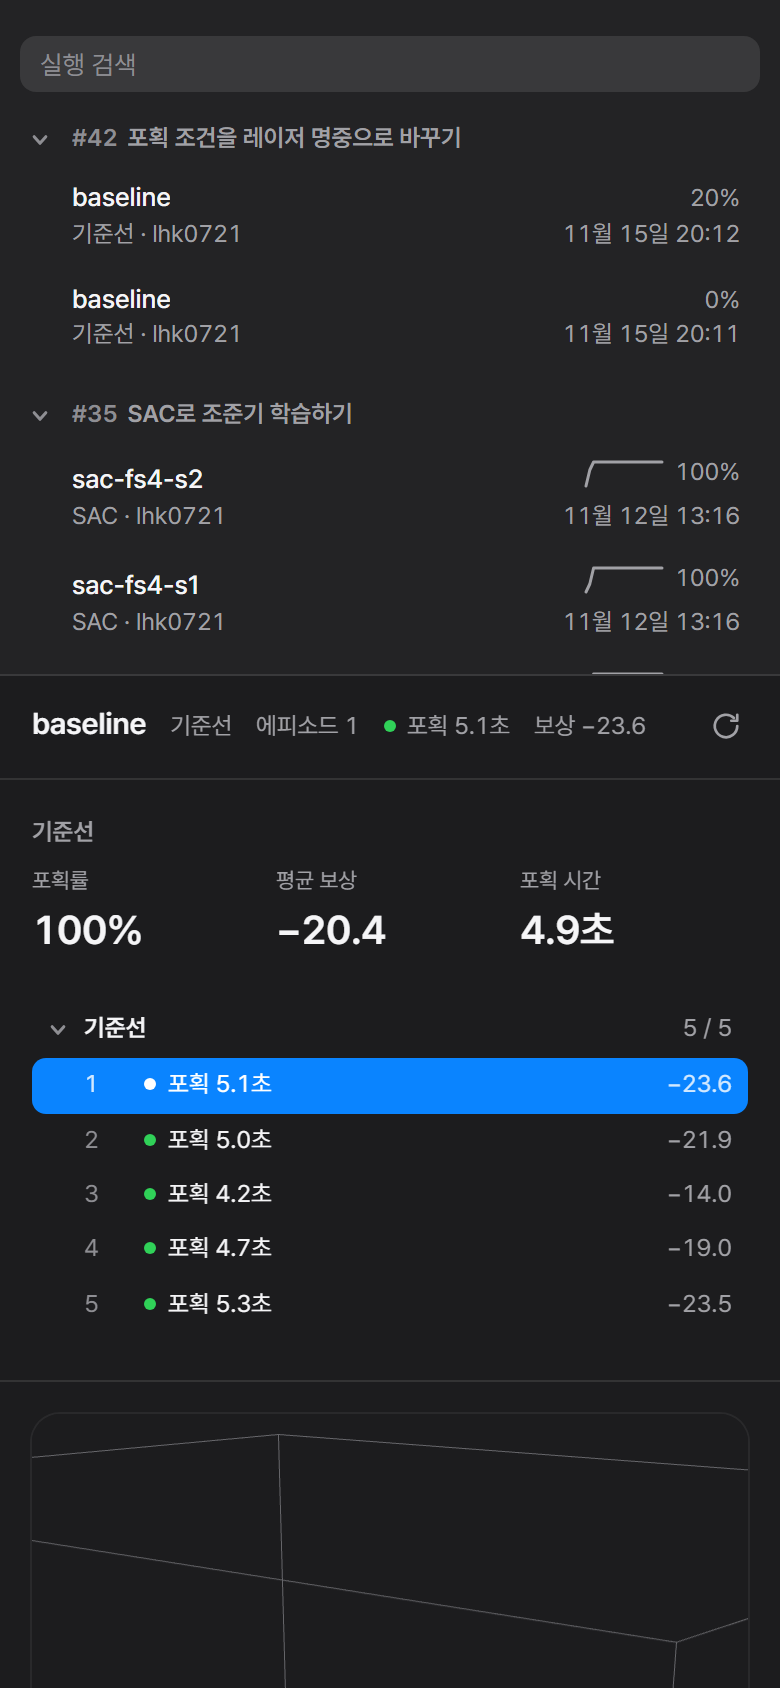 실행 검색
#42 포획 조건을 레이저 명중으로 바꾸기
baseline 20%
기준선 · lhk0721 11월 15일 20:12
baseline 0%
기준선 · lhk0721 11월 15일 20:11
#35 SAC로 조준기 학습하기
sac-fs4-s2 100%
SAC · lhk0721 11월 12일 13:16
sac-fs4-s1 100%
SAC · lhk0721 11월 12일 13:16
baseline 기준선 에피소드 1 포획 5.1초 보상 −23.6
기준선
포획률 평균 보상 포획 시간
100% −20.4 4.9초
기준선 5 / 5
1 포획 5.1초 −23.6
2 포획 5.0초 −21.9
3 포획 4.2초 −14.0
4 포획 4.7초 −19.0
5 포획 5.3초 −23.5